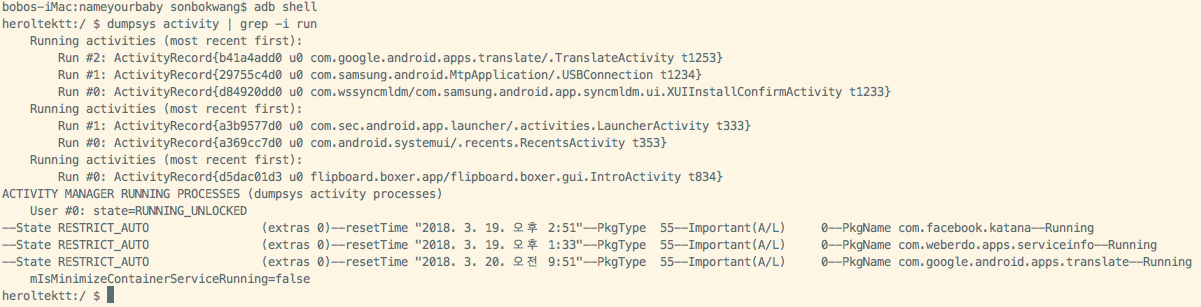 bobos-iMac:nameyourbaby sonbokwang$ adb shell
heroltektt:/ $ dumpsys activity | grep -i run
Running activities (most recent first):
Run #2: ActivityRecord{b41a4add0 u0 com.google.android.apps.translate/.TranslateActivity t1253}
Run #1: ActivityRecord{29755c4d0 u0 com.samsung.android.MtpApplication/.USBConnection t1234}
Run #0: ActivityRecord{d84920dd0 u0 com.wssyncmldm/com.samsung.android.app.syncmldm.ui.XUIInstallConfirmActivity t1233}
Running activities (most recent first):
Run #1: ActivityRecord{a3b9577d0 u0 com.sec.android.app.launcher/.activities.LauncherActivity t333}
Run #0: ActivityRecord{a369cc7d0 u0 com.android.systemui/.recents.RecentsActivity t353}
Running activities (most recent first):
Run #0: ActivityRecord{d5dac01d3 u0 flipboard.boxer.app/flipboard.boxer.gui.IntroActivity t834}
ACTIVITY MANAGER RUNNING PROCESSES (dumpsys activity processes)
User #0: state=RUNNING_UNLOCKED
--State RESTRICT_AUTO (extras 0)--resetTime "2018. 3. 19. 오후 2:51"--PkgType 55--Important(A/L) 0--PkgName com.facebook.katana--Running
--State RESTRICT_AUTO (extras 0)--resetTime "2018. 3. 19. 오후 1:33"--PkgType 55--Important(A/L) 0--PkgName com.weberdo.apps.serviceinfo--Running
--State RESTRICT_AUTO (extras 0)--resetTime "2018. 3. 20. 오전 9:51"--PkgType 55--Important(A/L) 0--PkgName com.google.android.apps.translate--Running
mIsMinimizeContainerServiceRunning=false
heroltektt:/ $